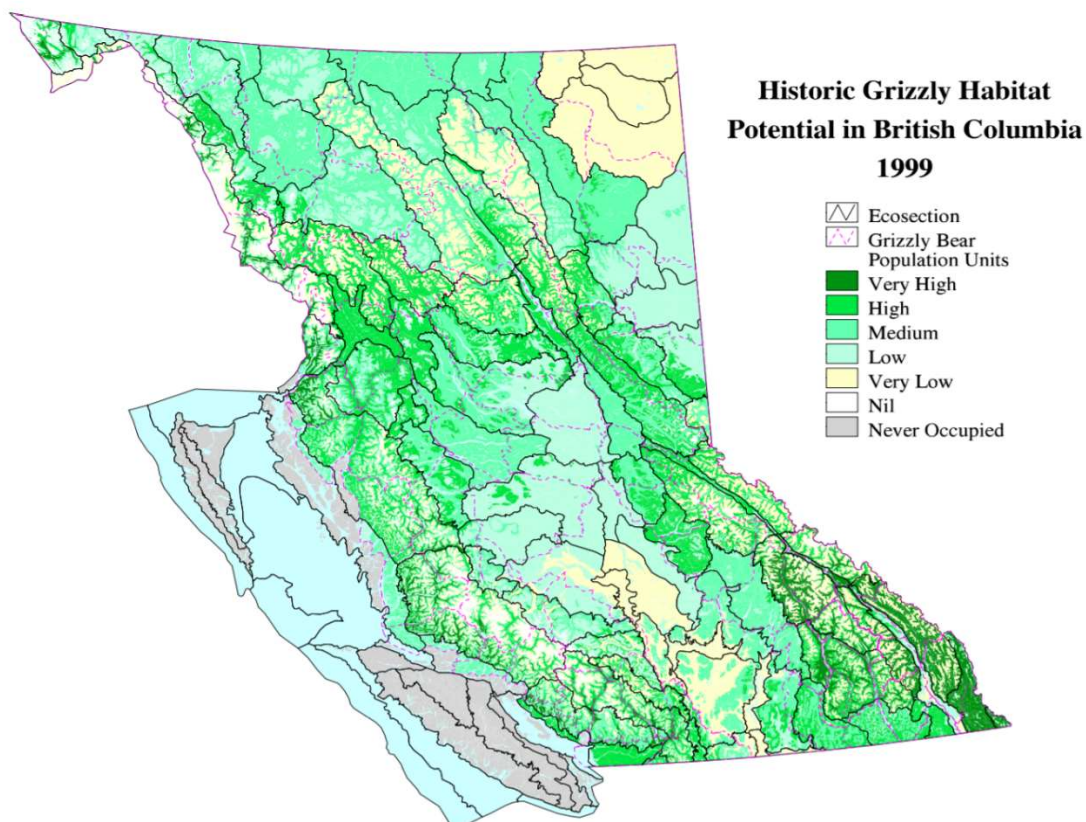 Historic Grizzly Habitat
Potential in British Columbia
1999
Ecosection
Grizzly Bear
Population Units
Very High
High
Medium
Low
Very Low
Nil
Never Occupied